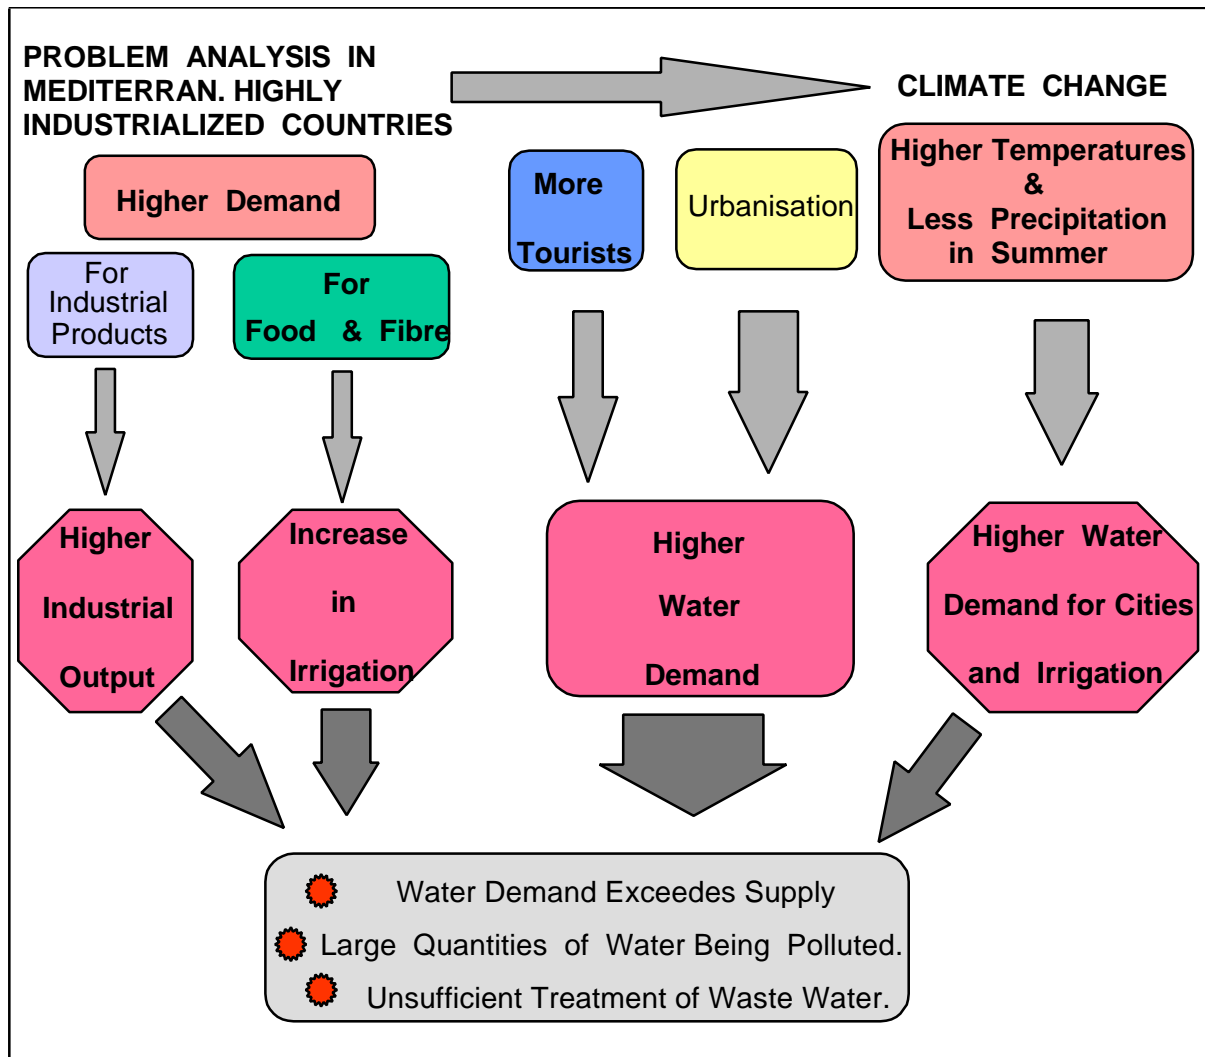 PROBLEM ANALYSIS IN
MEDITERRAN. HIGHLY
INDUSTRIALIZED COUNTRIES
CLIMATE CHANGE
Higher Demand
More
Tourists
Urbanisation
Higher Temperatures
&
Less Precipitation
in Summer
For
Industrial
Products
For
Food & Fibre
Higher
Industrial
Output
Increase
in
Irrigation
Higher
Water
Demand
Higher Water
Demand for Cities
and Irrigation
Water Demand Exceedes Supply
Large Quantities of Water Being Polluted.
Unsufficient Treatment of Waste Water.